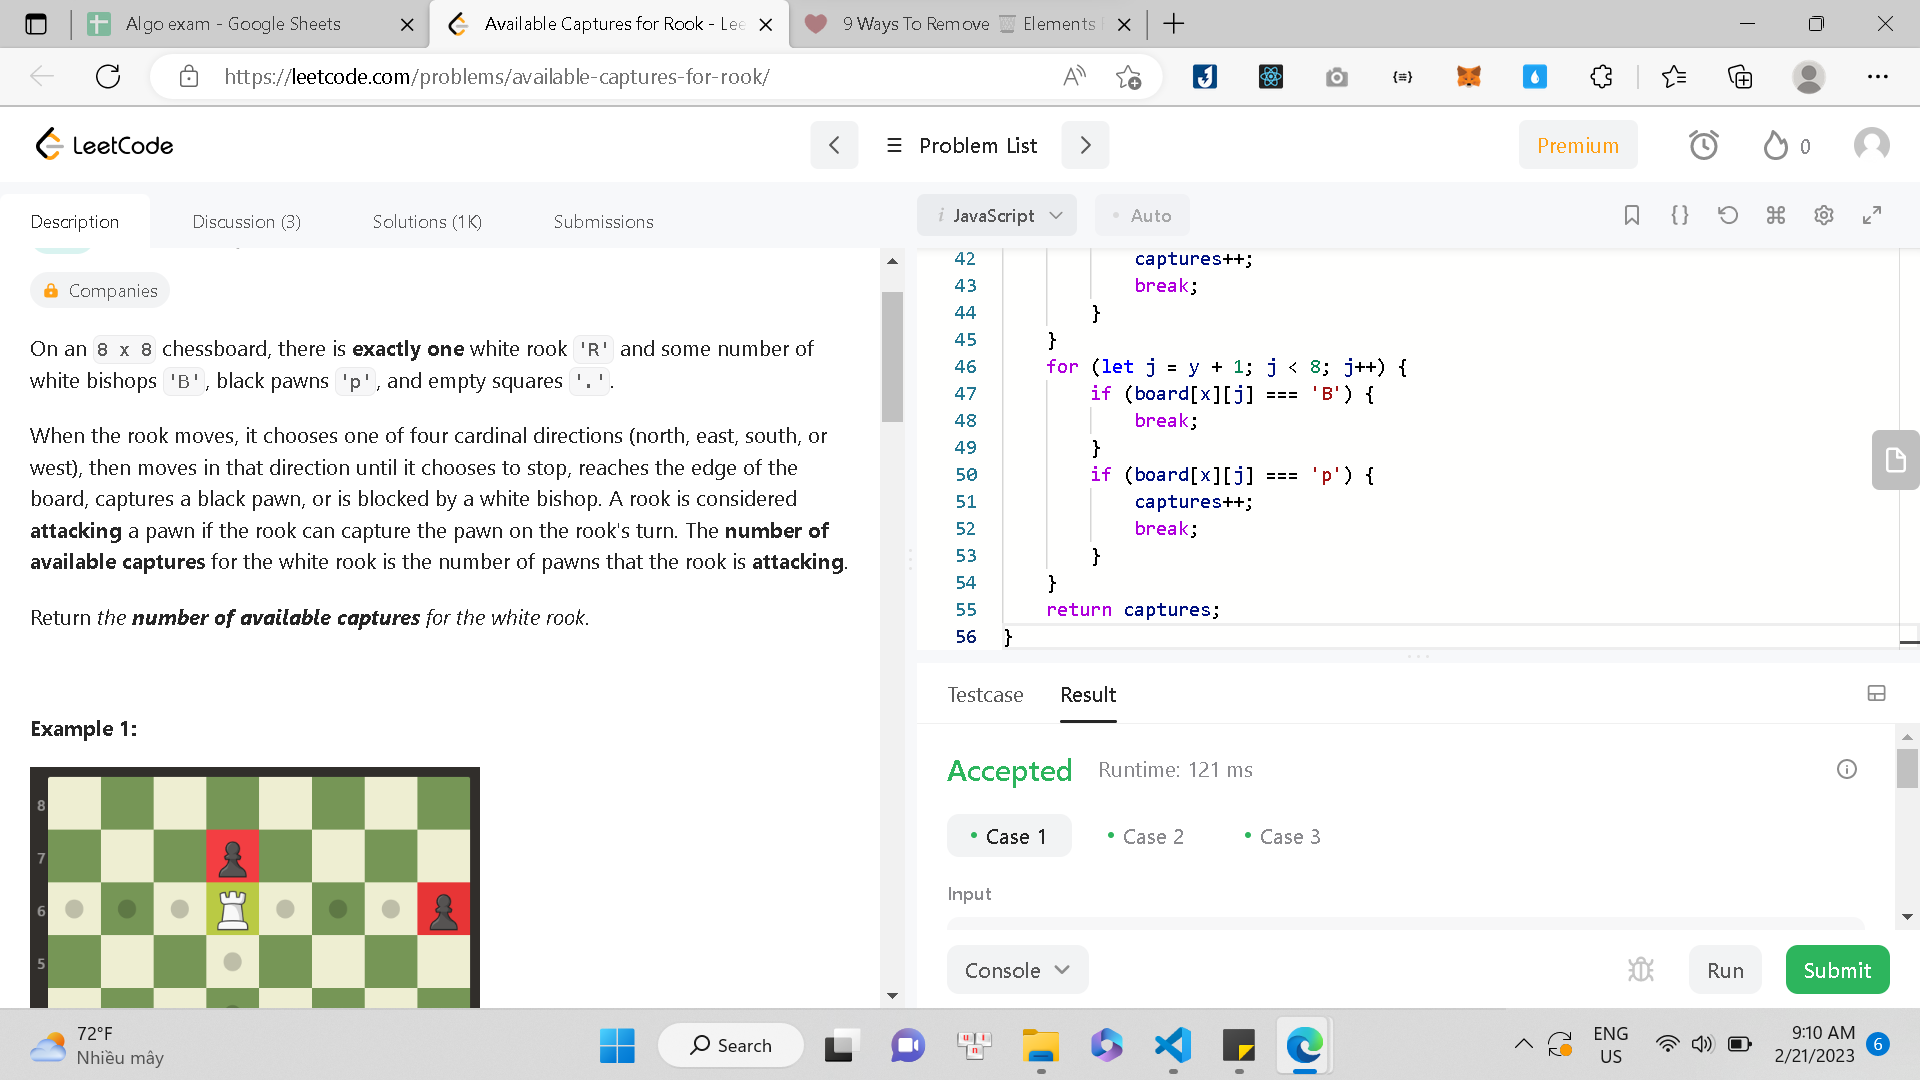 Algo exam - Google Sheets
Available Captures for Rook - Lee
9 Ways To Remove 🗑️ Elements
https://leetcode.com/problems/available-captures-for-rook/
LeetCode
Problem List
Premium
0
Description
Discussion (3)
Solutions (1K)
Submissions
i JavaScript
Auto
Companies
On an 8 x 8 chessboard, there is exactly one white rook 'R' and some number of
white bishops 'B', black pawns 'p', and empty squares '.'.
When the rook moves, it chooses one of four cardinal directions (north, east, south, or
west), then moves in that direction until it chooses to stop, reaches the edge of the
board, captures a black pawn, or is blocked by a white bishop. A rook is considered
attacking a pawn if the rook can capture the pawn on the rook's turn. The number of
available captures for the white rook is the number of pawns that the rook is attacking.
Return the number of available captures for the white rook.
Example 1:
8
7
6
5
42 captures++;
43 break;
44 }
45 }
46 for (let j = y + 1; j < 8; j++) {
47 if (board[x][j] === 'B') {
48 break;
49 }
50 if (board[x][j] === 'p') {
51 captures++;
52 break;
53 }
54 }
55 return captures;
56 }
Testcase
Result
Accepted
Runtime: 121 ms
Case 1
Case 2
Case 3
Input
Console
Run
Submit
72°F
Nhiều mây
Search
ENG
US
9:10 AM
2/21/2023
6